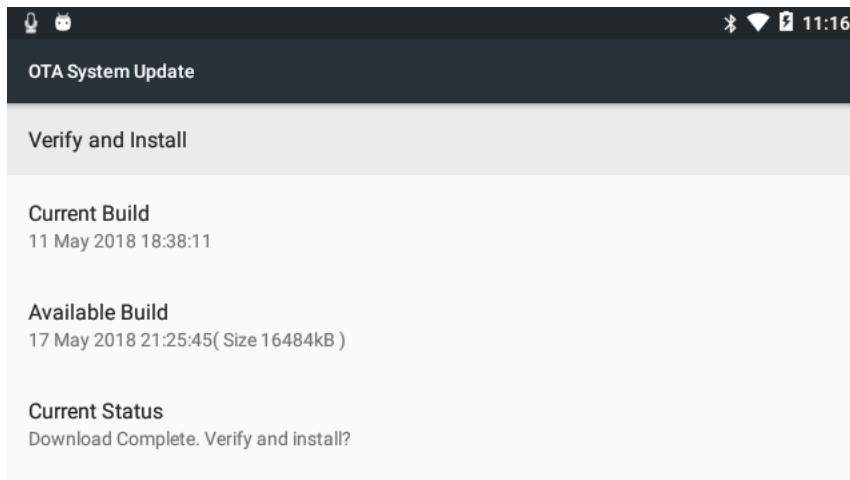 11:16
OTA System Update
Verify and Install
Current Build
11 May 2018 18:38:11
Available Build
17 May 2018 21:25:45( Size 16484kB )
Current Status
Download Complete. Verify and install?